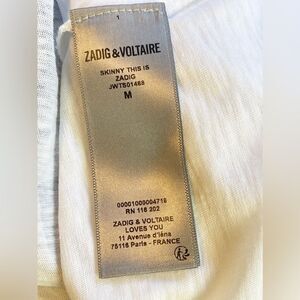 1
ZADIG & VOLTAIRE
SKINNY THIS IS
ZADIG
JWTS01468
M
00001000004718
RN 116 202
ZADIG & VOLTAIRE
LOVES YOU
11 Avenue d'Iéna
75116 Paris - FRANCE